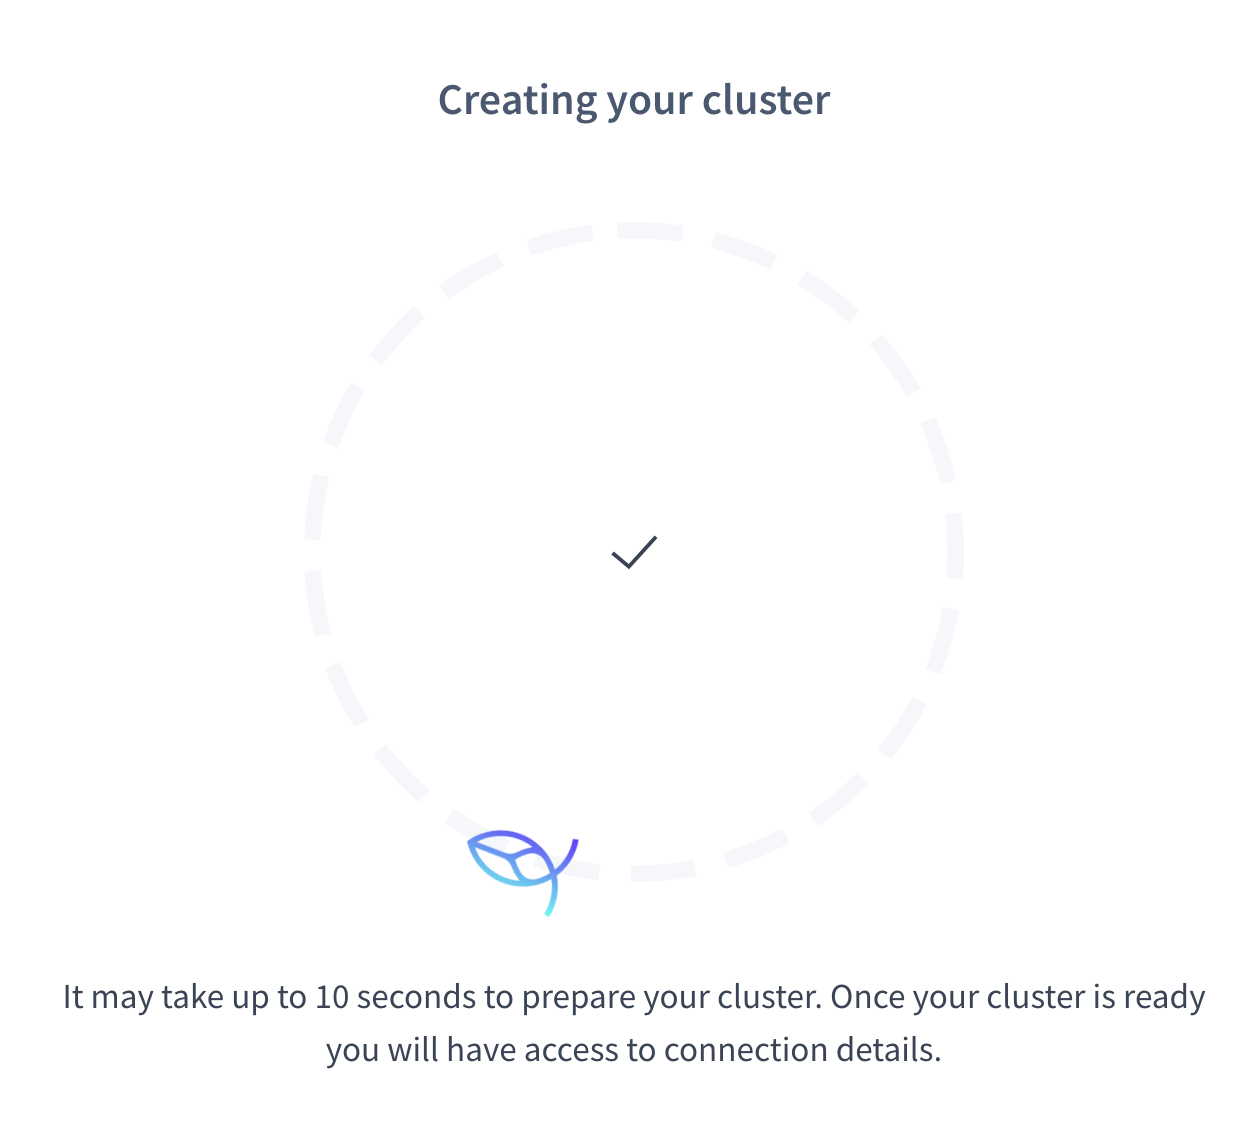 Creating your cluster
It may take up to 10 seconds to prepare your cluster. Once your cluster is ready
you will have access to connection details.